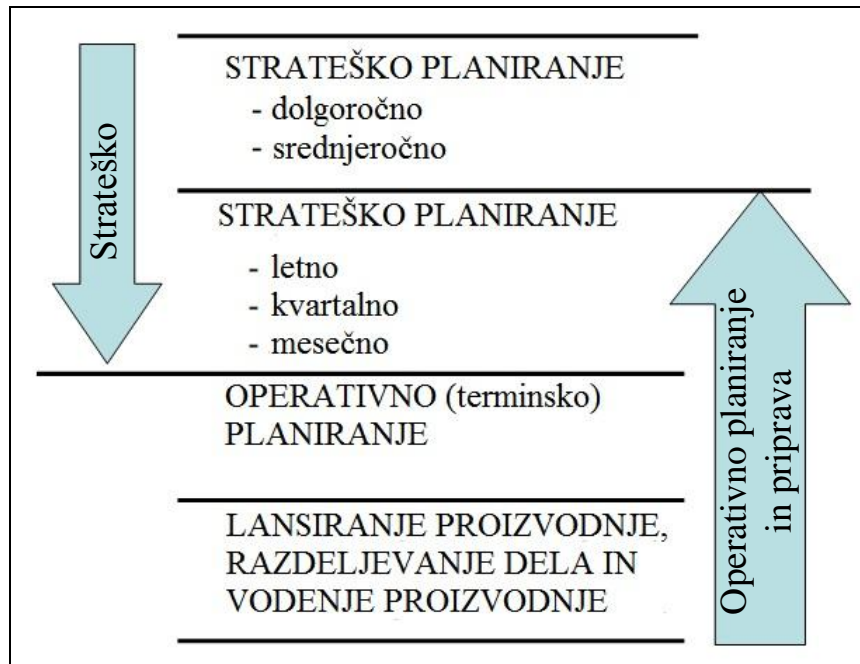 Strateško
STRATEŠKO PLANIRANJE
- dolgoročno
- srednjeročno
STRATEŠKO PLANIRANJE
- letno
- kvartalno
- mesečno
OPERATIVNO (terminsko)
PLANIRANJE
LANSIRANJE PROIZVODNJE,
RAZDELJEVANJE DELA IN
VODENJE PROIZVODNJE
Operativno planiranje
in priprava